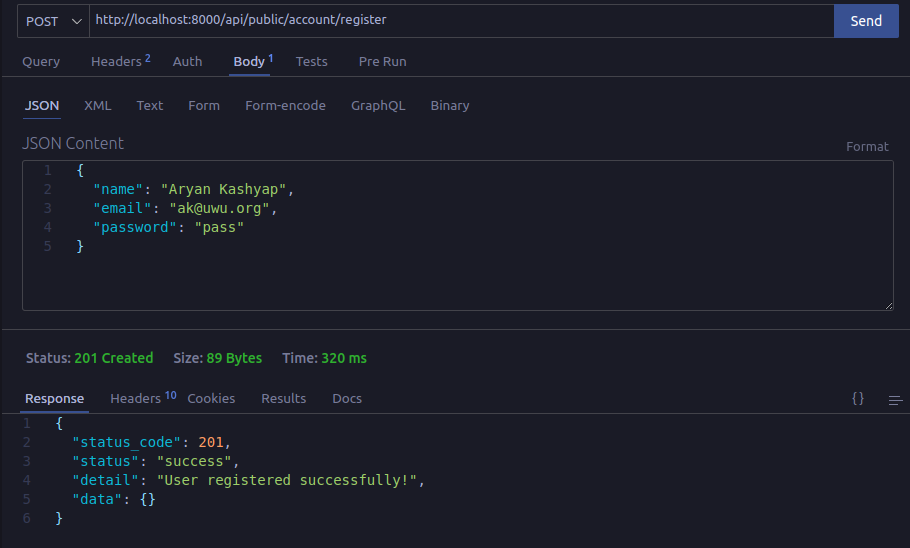 POST http://localhost:8000/api/public/account/register Send
Query Headers 2 Auth Body 1 Tests Pre Run
JSON XML Text Form Form-encode GraphQL Binary
JSON Content Format
1 {
2 "name": "Aryan Kashyap",
3 "email": "ak@uwu.org",
4 "password": "pass"
5 }
Status: 201 Created Size: 89 Bytes Time: 320 ms
Response Headers 10 Cookies Results Docs {}
1 {
2 "status_code": 201,
3 "status": "success",
4 "detail": "User registered successfully!",
5 "data": {}
6 }